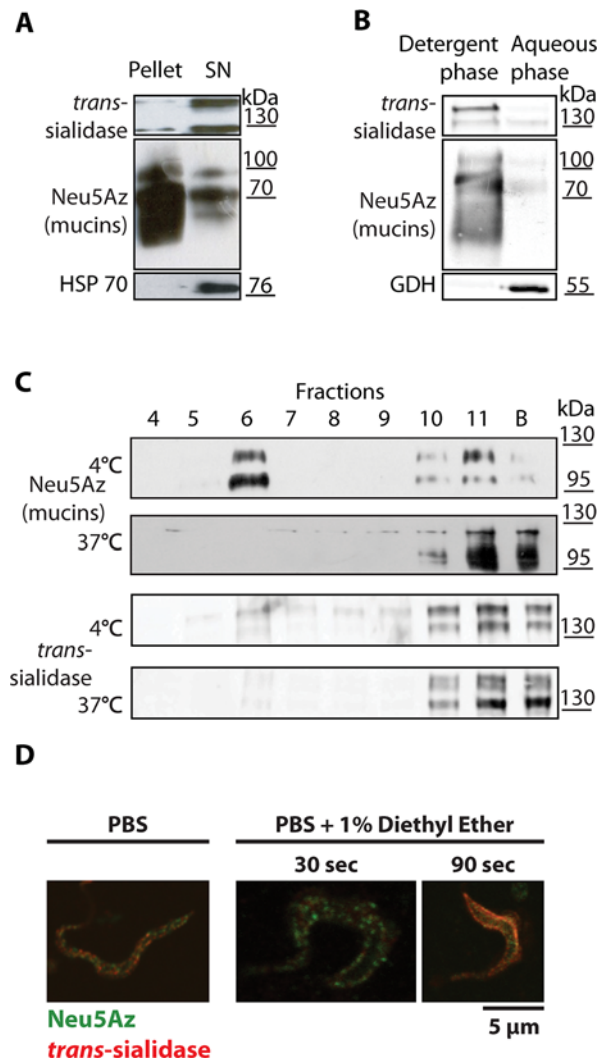 A
Pellet SN
kDa
trans-
sialidase
130
100
Neu5Az
70
(mucins)
HSP 70
76
B
Detergent Aqueous
phase phase
kDa
trans-
sialidase
130
100
Neu5Az
70
(mucins)
GDH
55
C
Fractions
4 5 6 7 8 9 10 11 B
kDa
130
4°C
Neu5Az
95
(mucins)
130
37°C
95
4°C
130
trans-
sialidase
37°C
130
D
PBS
PBS + 1% Diethyl Ether
30 sec 90 sec
Neu5Az
trans-sialidase
5 µm